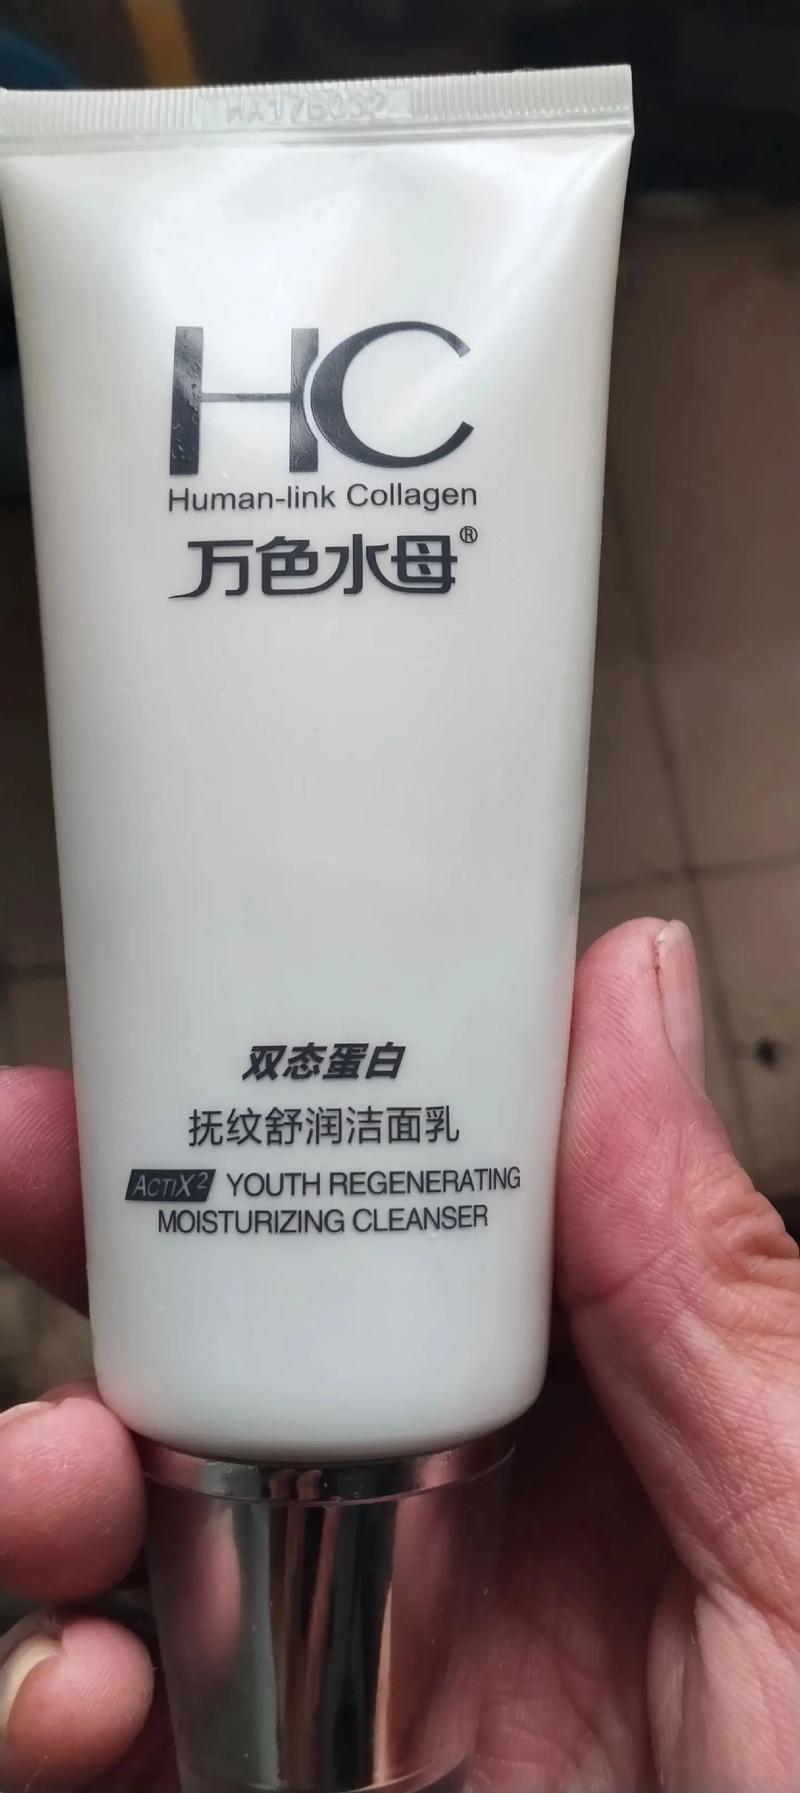 HC
Human-link Collagen
万色水母®
双态蛋白
抚纹舒润洁面乳
ACTIX² YOUTH REGENERATING
MOISTURIZING CLEANSER